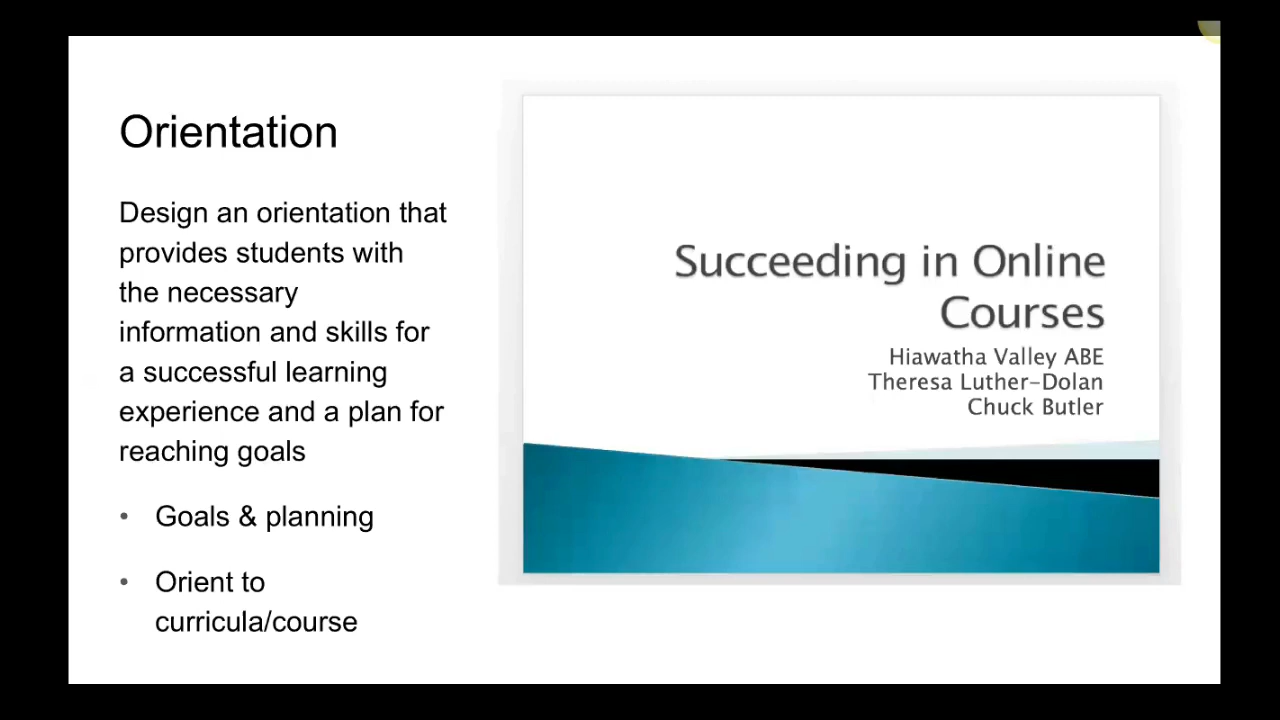 Orientation
Design an orientation that
provides students with
the necessary
information and skills for
a successful learning
experience and a plan for
reaching goals
• Goals & planning
• Orient to
curricula/course
Succeeding in Online
Courses
Hiawatha Valley ABE
Theresa Luther-Dolan
Chuck Butler